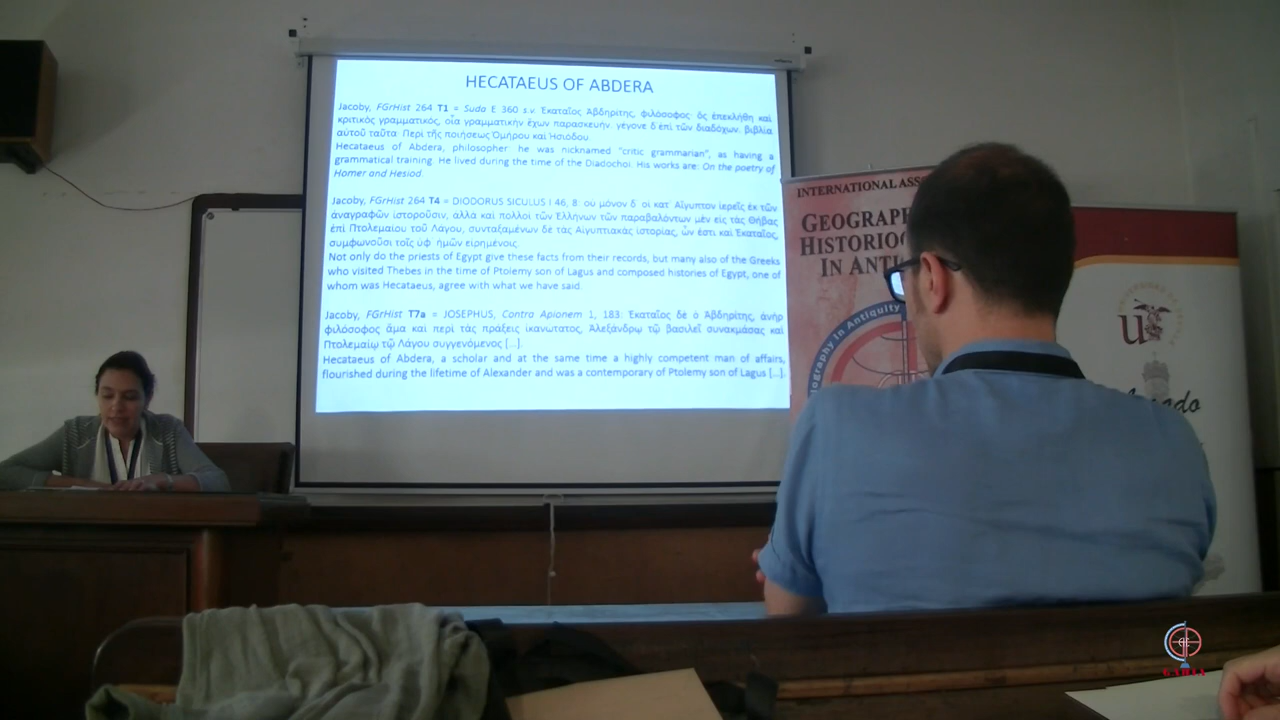 HECATAEUS OF ABDERA
Jacoby, FGrHist 264 T1 = Suda E 360 s.v. Ἑκαταῖος Ἀβδηρίτης, φιλόσοφος· ὃς ἐπεκλήθη καὶ
κριτικὸς γραμματικός, οἷα γραμματικὴν ἔχων παρασκευήν. γέγονε δ᾽ἐπὶ τῶν διαδόχων. βιβλία
αὐτοῦ ταῦτα· Περὶ τῆς ποιήσεως Ὁμήρου καὶ Ἡσιόδου.
Hecataeus of Abdera, philosopher: he was nicknamed "critic grammarian", as having a
grammatical training. He lived during the time of the Diadochoi. His works are: On the poetry of
Homer and Hesiod.
Jacoby, FGrHist 264 T4 = DIODORUS SICULUS I 46, 8: οὐ μόνον δ᾽ οἱ κατ᾽ Αἴγυπτον ἱερεῖς ἐκ τῶν
ἀναγραφῶν ἱστοροῦσιν, ἀλλὰ καὶ πολλοὶ τῶν Ἑλλήνων τῶν παραβαλόντων μὲν εἰς τὰς Θήβας
ἐπὶ Πτολεμαίου τοῦ Λάγου, συνταξαμένων δὲ τὰς Αἰγυπτιακὰς ἱστορίας, ὧν ἐστι καὶ Ἑκαταῖος,
συμφωνοῦσι τοῖς ὑφ᾽ ἡμῶν εἰρημένοις.
Not only do the priests of Egypt give these facts from their records, but many also of the Greeks
who visited Thebes in the time of Ptolemy son of Lagus and composed histories of Egypt, one of
whom was Hecataeus, agree with what we have said.
Jacoby, FGrHist T7a = JOSEPHUS, Contra Apionem 1, 183: Ἑκαταῖος δὲ ὁ Ἀβδηρίτης, ἀνὴρ
φιλόσοφος ἅμα καὶ περὶ τὰς πράξεις ἱκανώτατος, Ἀλεξάνδρῳ τῷ βασιλεῖ συνακμάσας καὶ
Πτολεμαίῳ τῷ Λάγου συγγενόμενος [...].
Hecataeus of Abdera, a scholar and at the same time a highly competent man of affairs,
flourished during the lifetime of Alexander and was a contemporary of Ptolemy son of Lagus [...].
INTERNATIONAL ASS
GEOGRAP
HISTORIO
IN ANTI
ography in Antiquity